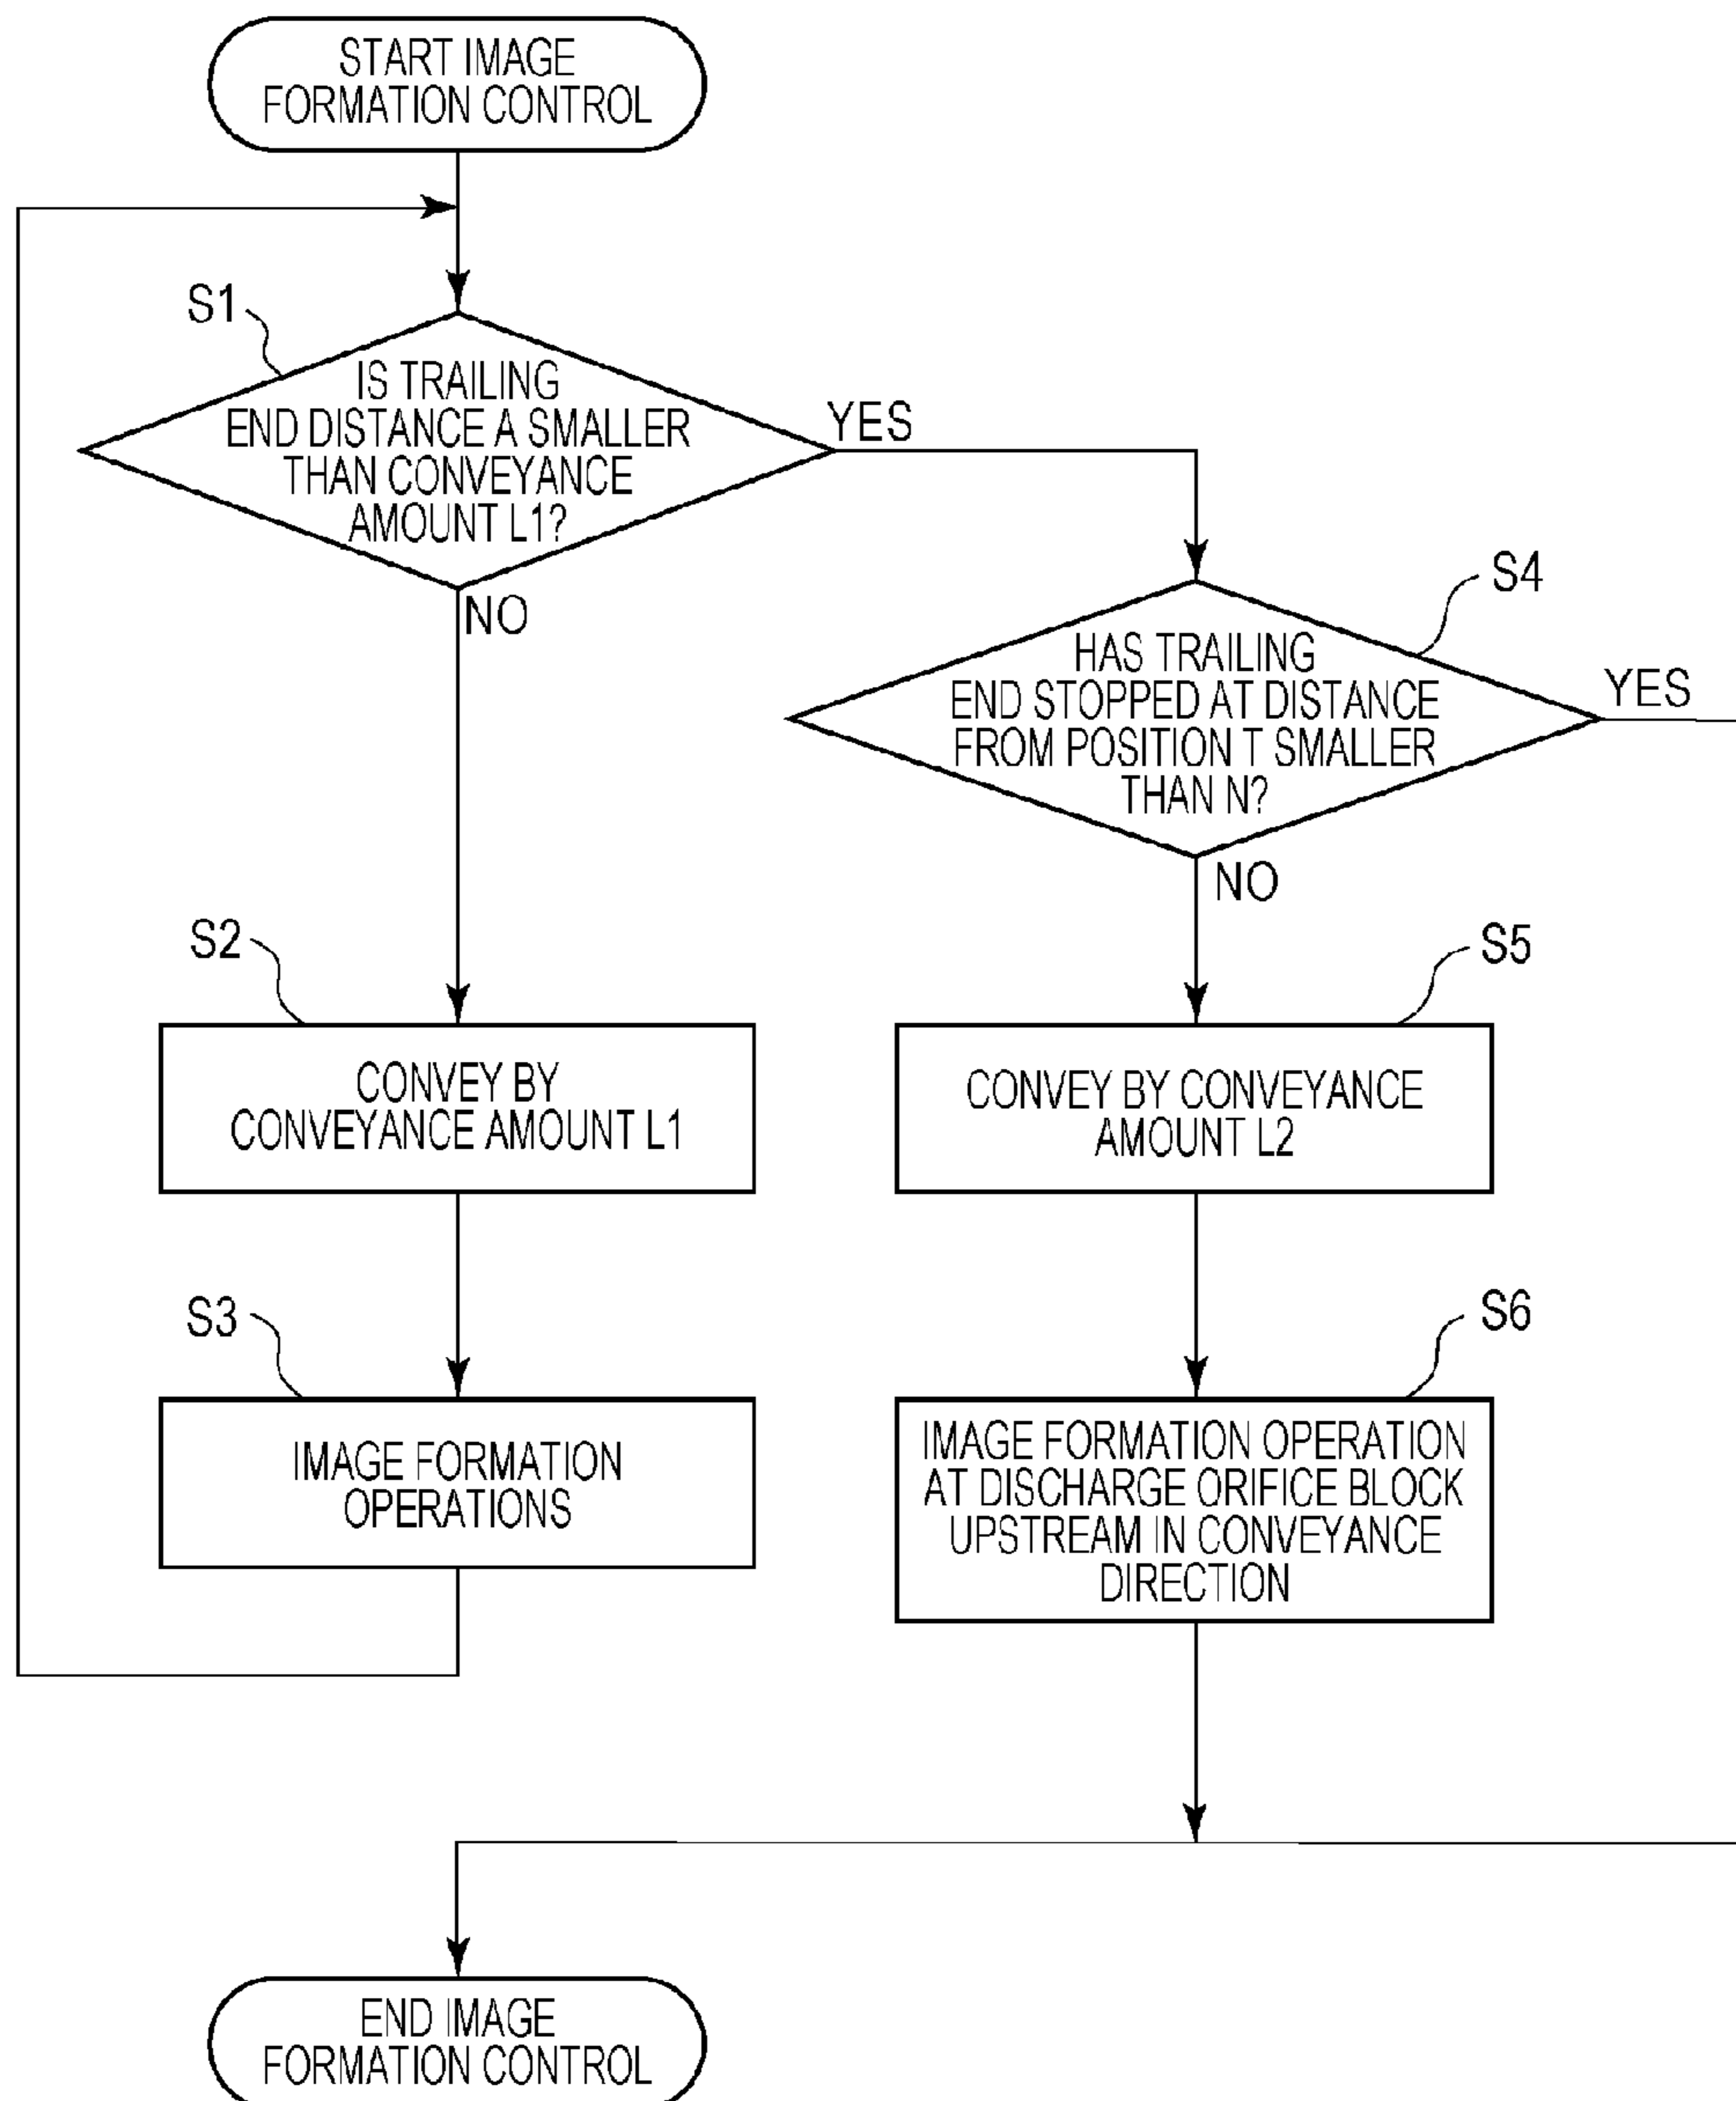 START IMAGE
FORMATION CONTROL
S1
IS TRAILING
END DISTANCE A SMALLER
THAN CONVEYANCE
AMOUNT L1?
YES
NO
S4
HAS TRAILING
END STOPPED AT DISTANCE
FROM POSITION T SMALLER
THAN N?
YES
NO
S2
CONVEY BY
CONVEYANCE AMOUNT L1
S5
CONVEY BY CONVEYANCE
AMOUNT L2
S3
IMAGE FORMATION
OPERATIONS
S6
IMAGE FORMATION OPERATION
AT DISCHARGE ORIFICE BLOCK
UPSTREAM IN CONVEYANCE
DIRECTION
END IMAGE
FORMATION CONTROL